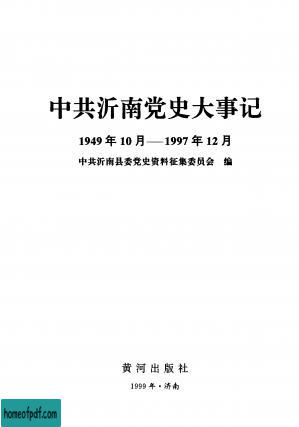 中共沂南党史大事记
1949年10月——1997年12月
中共沂南县委党史资料征集委员会 编
黄河出版社
1999年·济南
homeofpdf.com